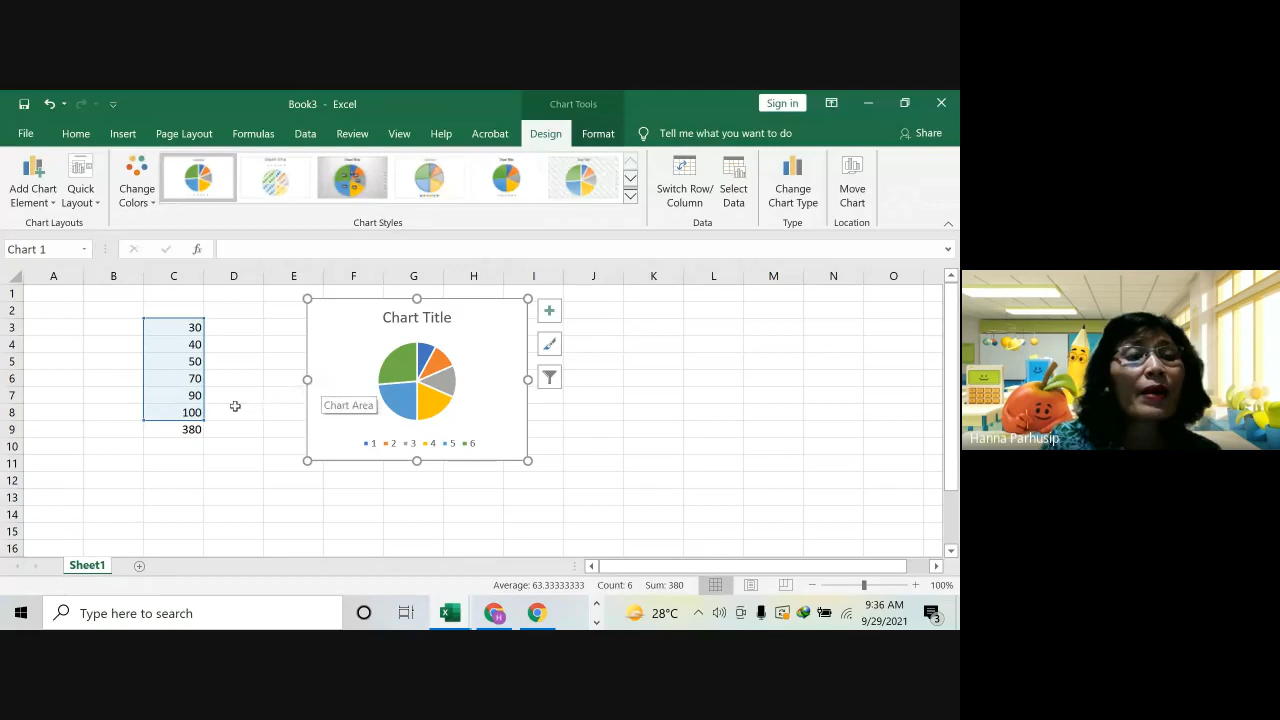 Book3 - Excel
Chart Tools
Sign in
File Home Insert Page Layout Formulas Data Review View Help Acrobat Design Format Tell me what you want to do Share
Add Chart Element
Quick Layout
Change Colors
Switch Row/ Column
Select Data
Change Chart Type
Move Chart
Chart Layouts Chart Styles Data Type Location
Chart 1 fx
A B C D E F G H I J K L M N O
1
2
3 30
4 40
5 50
6 70
7 90
8 100
9 380
10
11
12
13
14
15
16
Chart Title
Chart Area
1 2 3 4 5 6
Hanna Parhusip
Sheet1
Average: 63.33333333 Count: 6 Sum: 380 100%
Type here to search
28°C
9:36 AM
9/29/2021
3